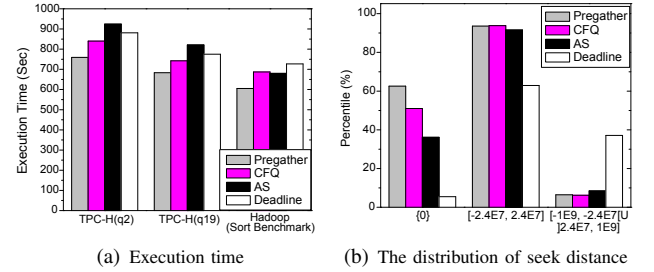 1000
900
800
700
600
500
400
300
200
100
0
Execution Time (Sec)
Pregather
CFQ
AS
Deadline
TPC-H(q2)
TPC-H(q19)
Hadoop
(Sort Benchmark)
(a) Execution time
100
80
60
40
20
0
Percentile (%)
Pregather
CFQ
AS
Deadline
{0}
[-2.4E7, 2.4E7]
[-1E9, -2.4E7[U
]2.4E7, 1E9]
(b) The distribution of seek distance